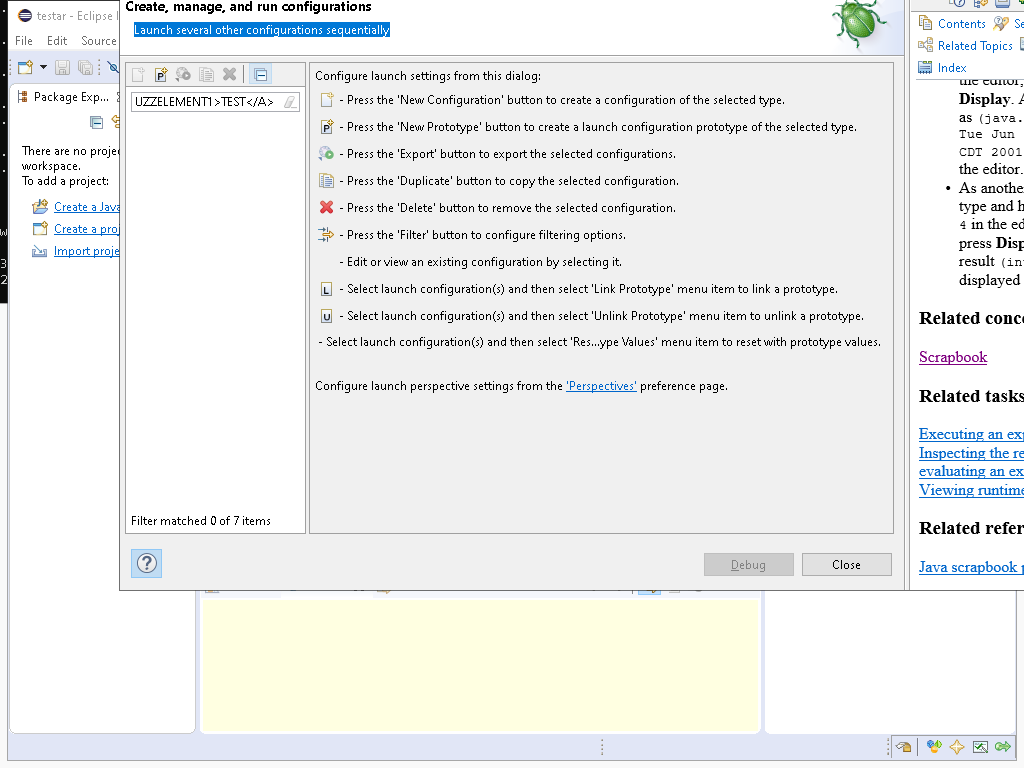 testar - Eclipse I
File Edit Source
Package Exp...
There are no proje
workspace.
To add a project:
Create a Java
Create a proj
Import proje
Create, manage, and run configurations
Launch several other configurations sequentially
UZZELEMENT1>TEST</A>
Filter matched 0 of 7 items
Configure launch settings from this dialog:
- Press the 'New Configuration' button to create a configuration of the selected type.
- Press the 'New Prototype' button to create a launch configuration prototype of the selected type.
- Press the 'Export' button to export the selected configurations.
- Press the 'Duplicate' button to copy the selected configuration.
- Press the 'Delete' button to remove the selected configuration.
- Press the 'Filter' button to configure filtering options.
- Edit or view an existing configuration by selecting it.
L - Select launch configuration(s) and then select 'Link Prototype' menu item to link a prototype.
U - Select launch configuration(s) and then select 'Unlink Prototype' menu item to unlink a prototype.
- Select launch configuration(s) and then select 'Res...ype Values' menu item to reset with prototype values.
Configure launch perspective settings from the 'Perspectives' preference page.
Debug
Close
Contents Se
Related Topics
Index
the editor,
Display. A
as (java.
Tue Jun
CDT 2001
the editor.
• As anothe
type and h
4 in the ed
press Disp
result (in
displayed
Related conce
Scrapbook
Related tasks
Executing an exp
Inspecting the re
evaluating an ex
Viewing runtime
Related refer
Java scrapbook p